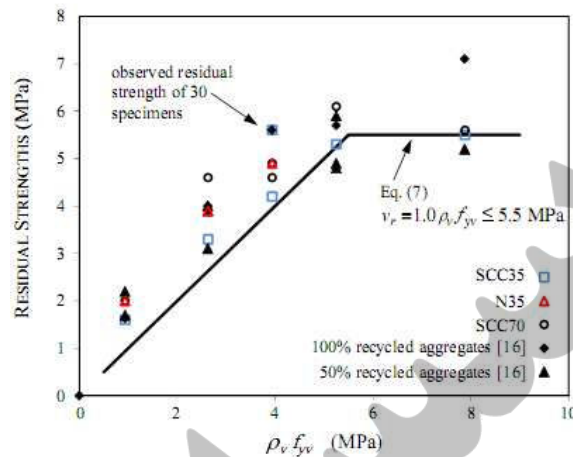 8
7
6
5
4
3
2
1
0
RESIDUAL STRENGTHS (MPa)
observed residual
strength of 30
specimens
Eq. (7)
v_r = 1.0 ρ_v f_yv ≤ 5.5 MPa
SCC35
N35
SCC70
100% recycled aggregates [16]
50% recycled aggregates [16]
0 2 4 6 8 10
ρ_v f_yv (MPa)